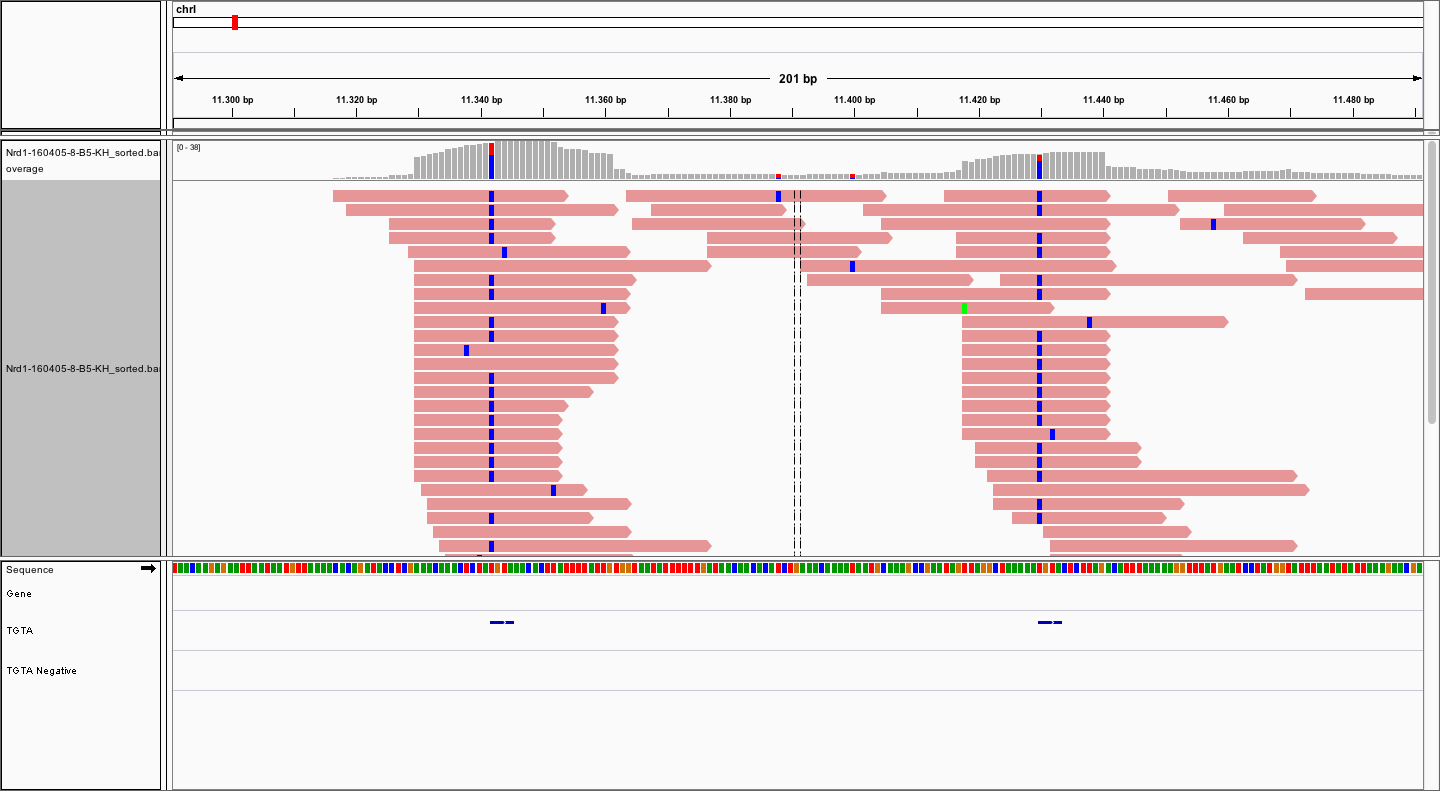 chrI
201 bp
11.300 bp 11.320 bp 11.340 bp 11.360 bp 11.380 bp 11.400 bp 11.420 bp 11.440 bp 11.460 bp 11.480 bp
Nrd1-160405-8-B5-KH_sorted.ba
overage
[0 - 38]
Nrd1-160405-8-B5-KH_sorted.ba
Sequence
Gene
TGTA
TGTA Negative